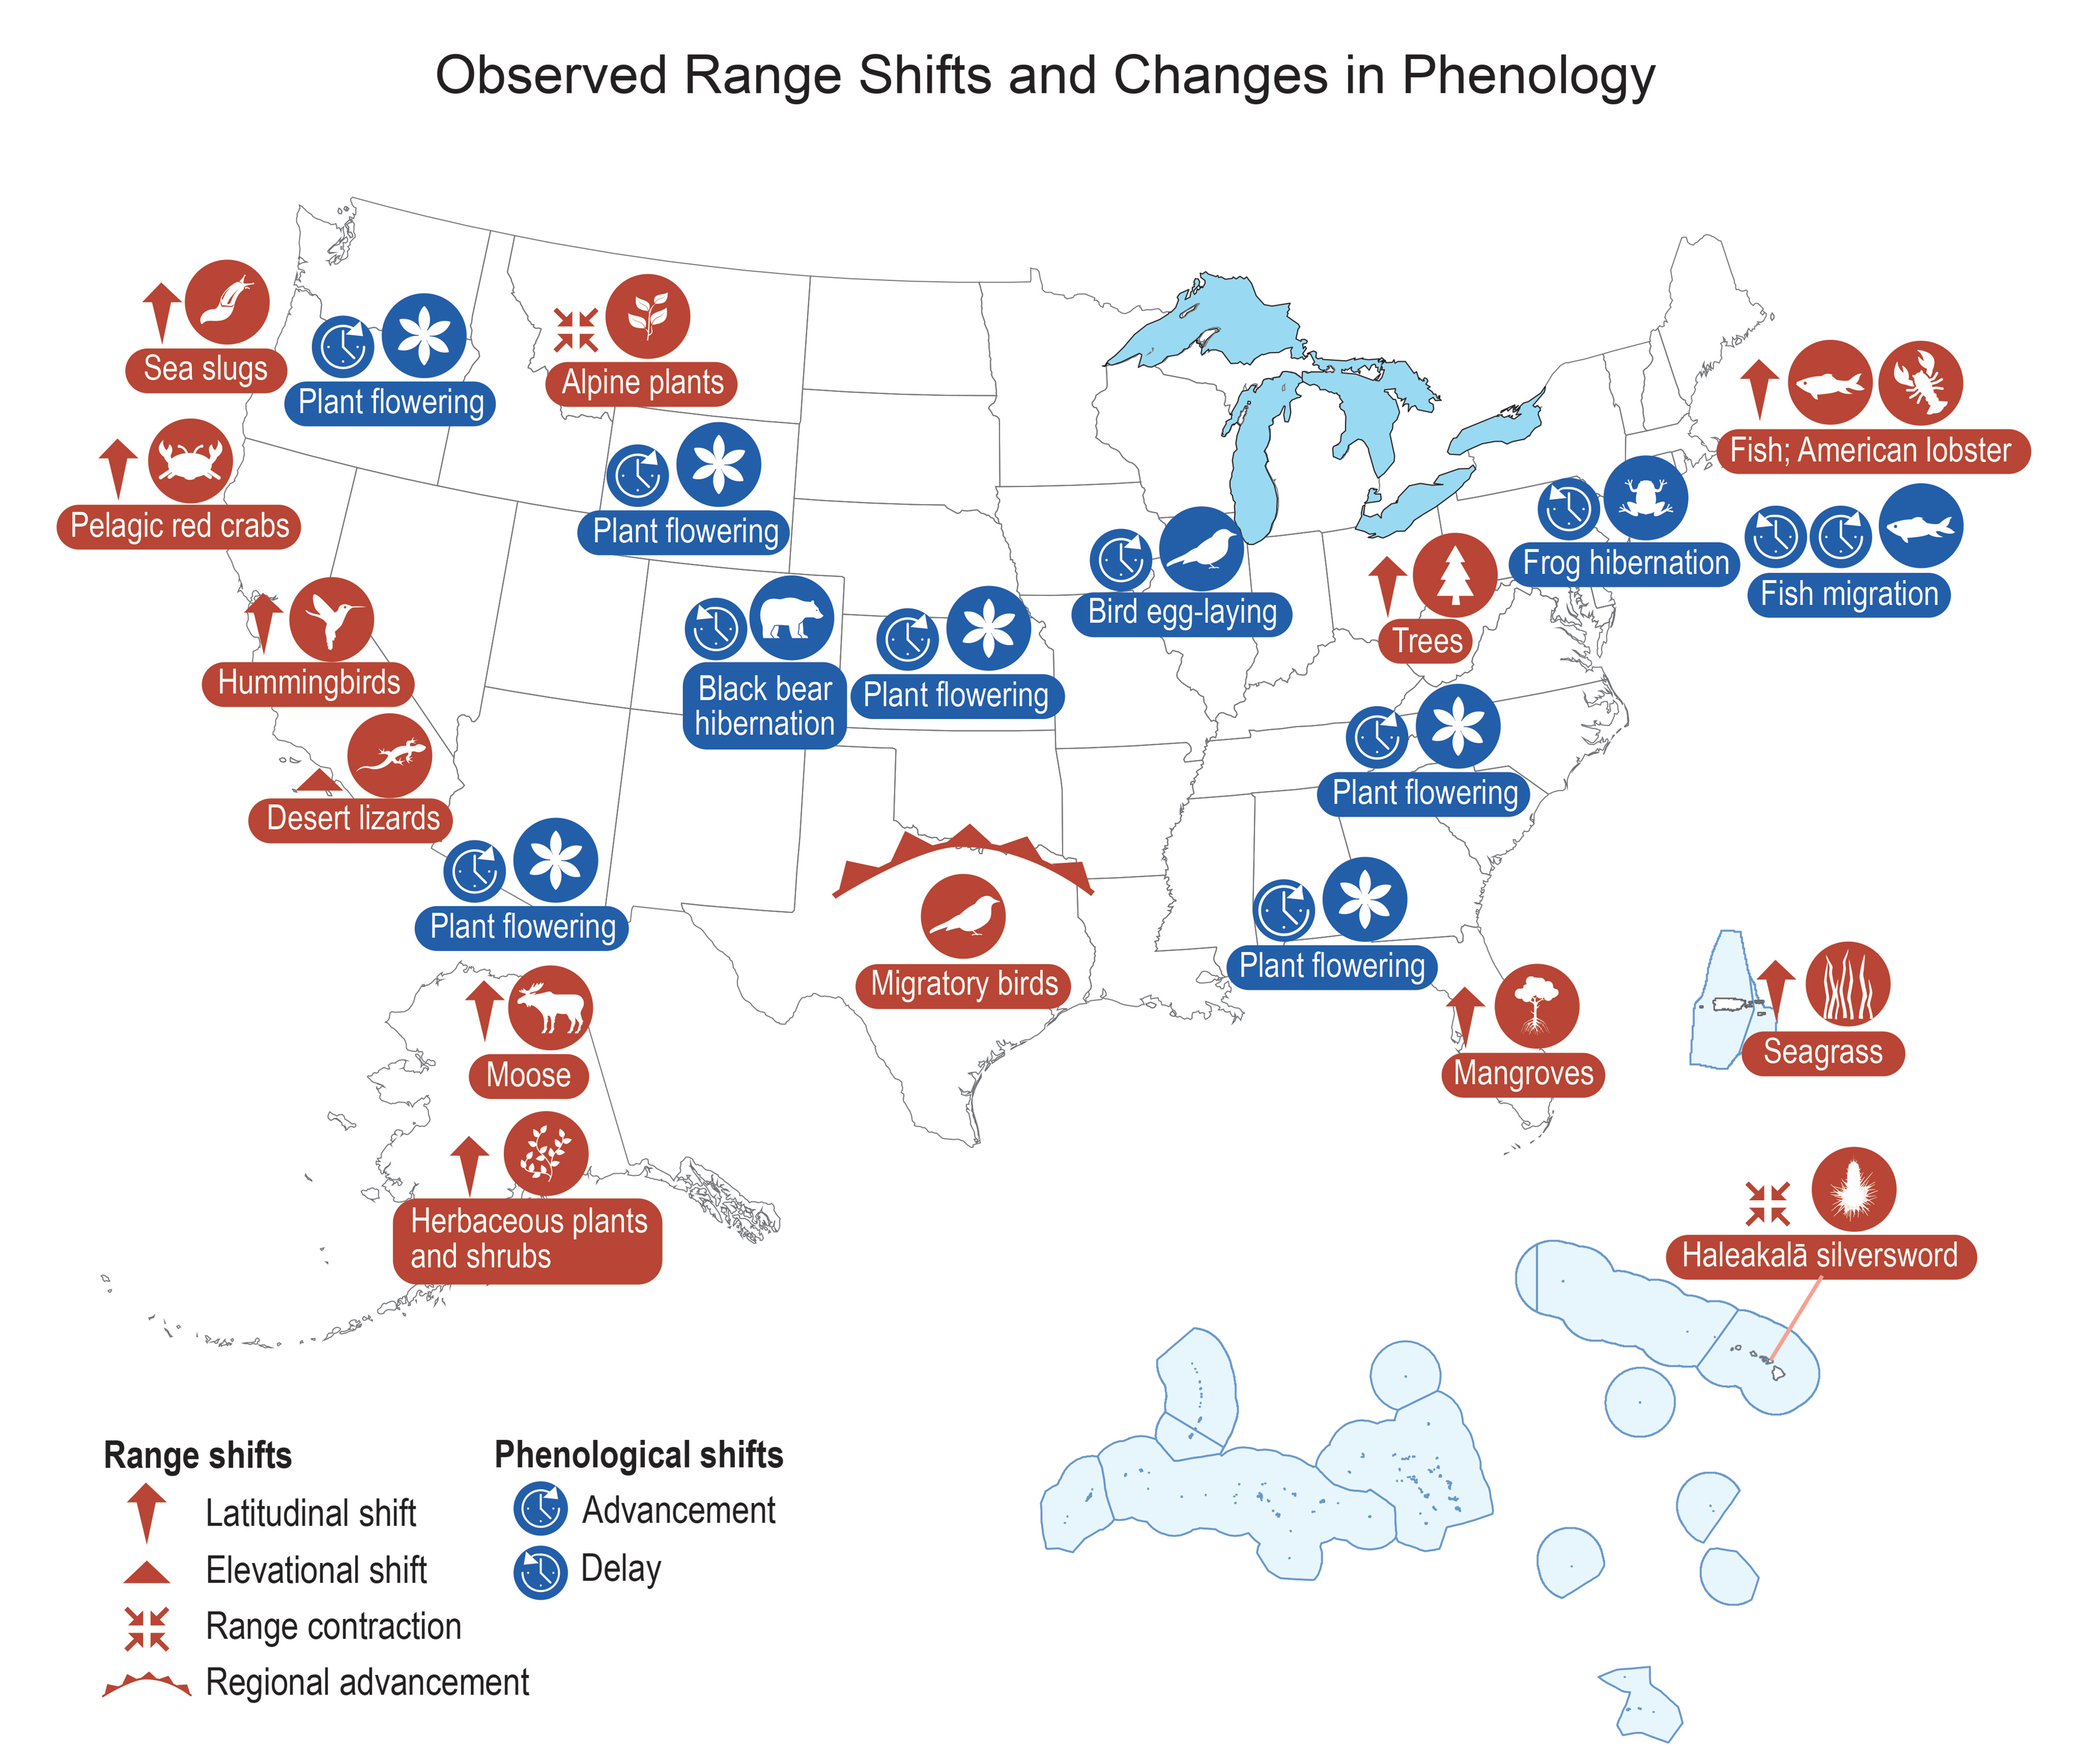 Observed Range Shifts and Changes in Phenology
Sea slugs
Plant flowering
Alpine plants
Fish; American lobster
Pelagic red crabs
Plant flowering
Frog hibernation
Fish migration
Bird egg-laying
Trees
Hummingbirds
Black bear
hibernation
Plant flowering
Plant flowering
Desert lizards
Plant flowering
Migratory birds
Plant flowering
Mangroves
Seagrass
Moose
Herbaceous plants
and shrubs
Haleakalā silversword
Range shifts
Latitudinal shift
Elevational shift
Range contraction
Regional advancement
Phenological shifts
Advancement
Delay